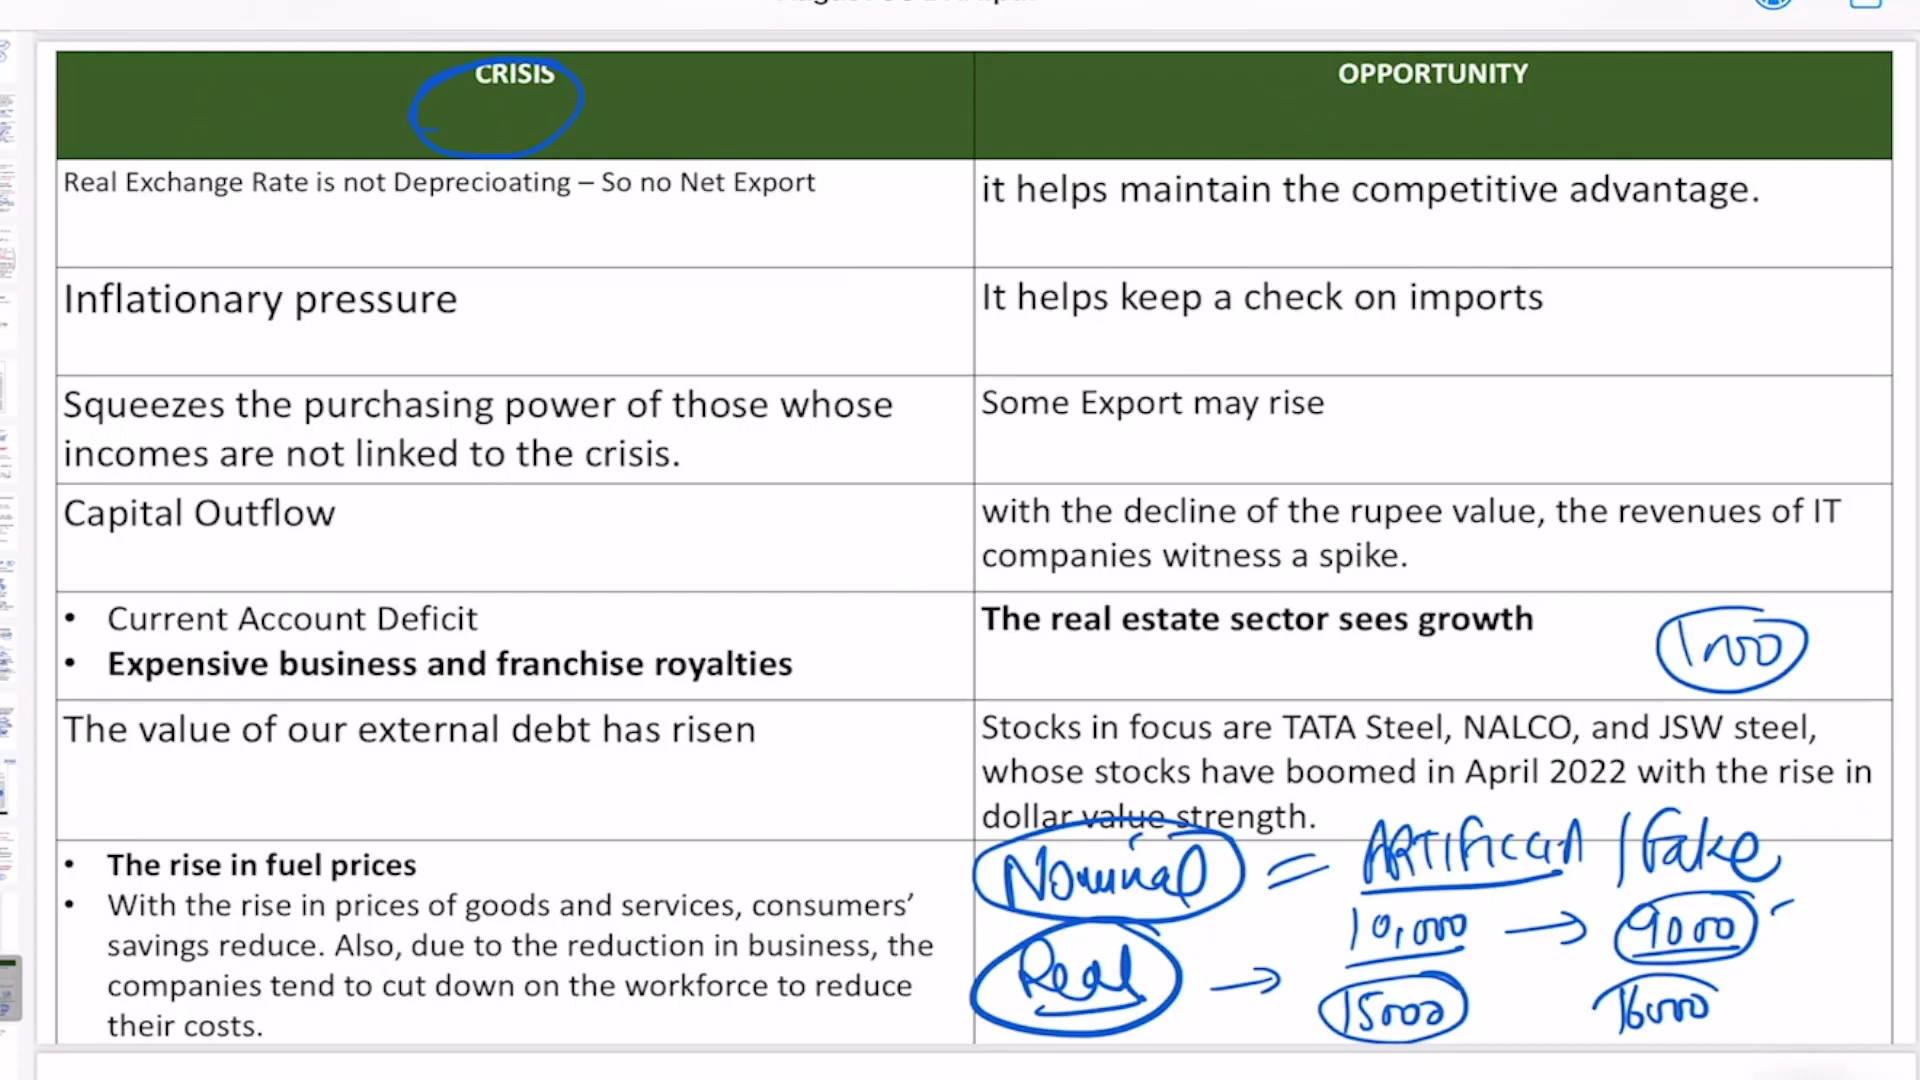 CRISIS
OPPORTUNITY
Real Exchange Rate is not Deprecioating – So no Net Export
it helps maintain the competitive advantage.
Inflationary pressure
It helps keep a check on imports
Squeezes the purchasing power of those whose
incomes are not linked to the crisis.
Some Export may rise
Capital Outflow
with the decline of the rupee value, the revenues of IT
companies witness a spike.
• Current Account Deficit
• Expensive business and franchise royalties
The real estate sector sees growth
The value of our external debt has risen
Stocks in focus are TATA Steel, NALCO, and JSW steel,
whose stocks have boomed in April 2022 with the rise in
dollar value strength.
• The rise in fuel prices
• With the rise in prices of goods and services, consumers’
savings reduce. Also, due to the reduction in business, the
companies tend to cut down on the workforce to reduce
their costs.
Nominal = ARTIFICIAL / Fake
10,000 → 9000
Real → 15000 16000